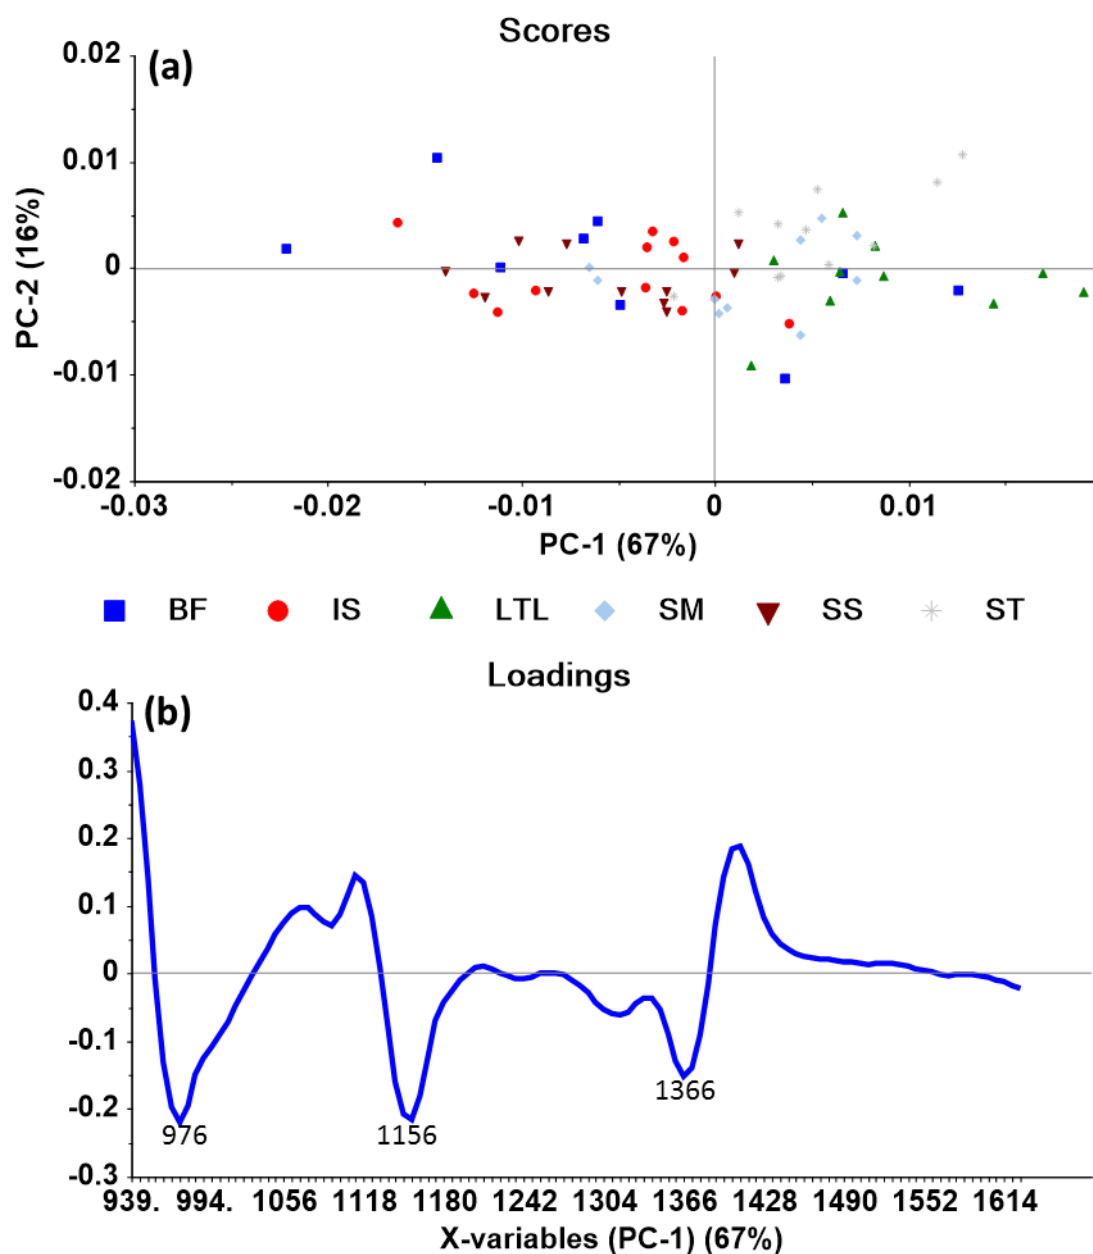 Scores
(a)
0.02
0.01
0
-0.01
-0.02
PC-2 (16%)
-0.03 -0.02 -0.01 0 0.01
PC-1 (67%)
BF IS LTL SM SS ST
Loadings
(b)
0.4
0.3
0.2
0.1
0
-0.1
-0.2
-0.3
976 1156 1366
939. 994. 1056 1118 1180 1242 1304 1366 1428 1490 1552 1614
X-variables (PC-1) (67%)